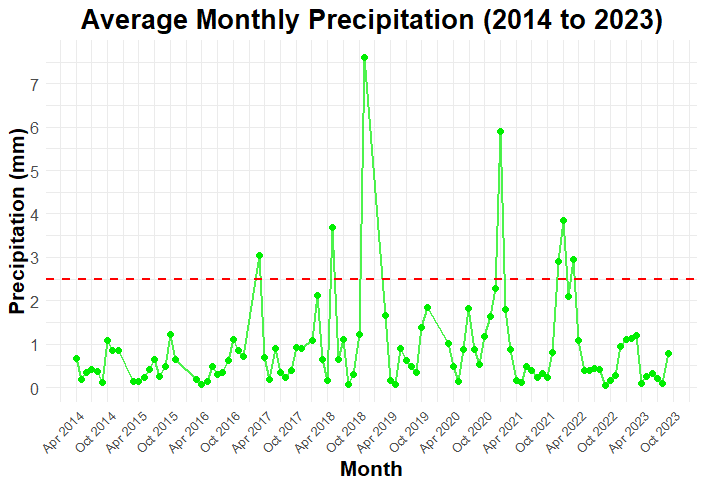 Average Monthly Precipitation (2014 to 2023)
Precipitation (mm)
7
6
5
4
3
2
1
0
Apr 2014
Oct 2014
Apr 2015
Oct 2015
Apr 2016
Oct 2016
Apr 2017
Oct 2017
Apr 2018
Oct 2018
Apr 2019
Oct 2019
Apr 2020
Oct 2020
Apr 2021
Oct 2021
Apr 2022
Oct 2022
Apr 2023
Oct 2023
Month